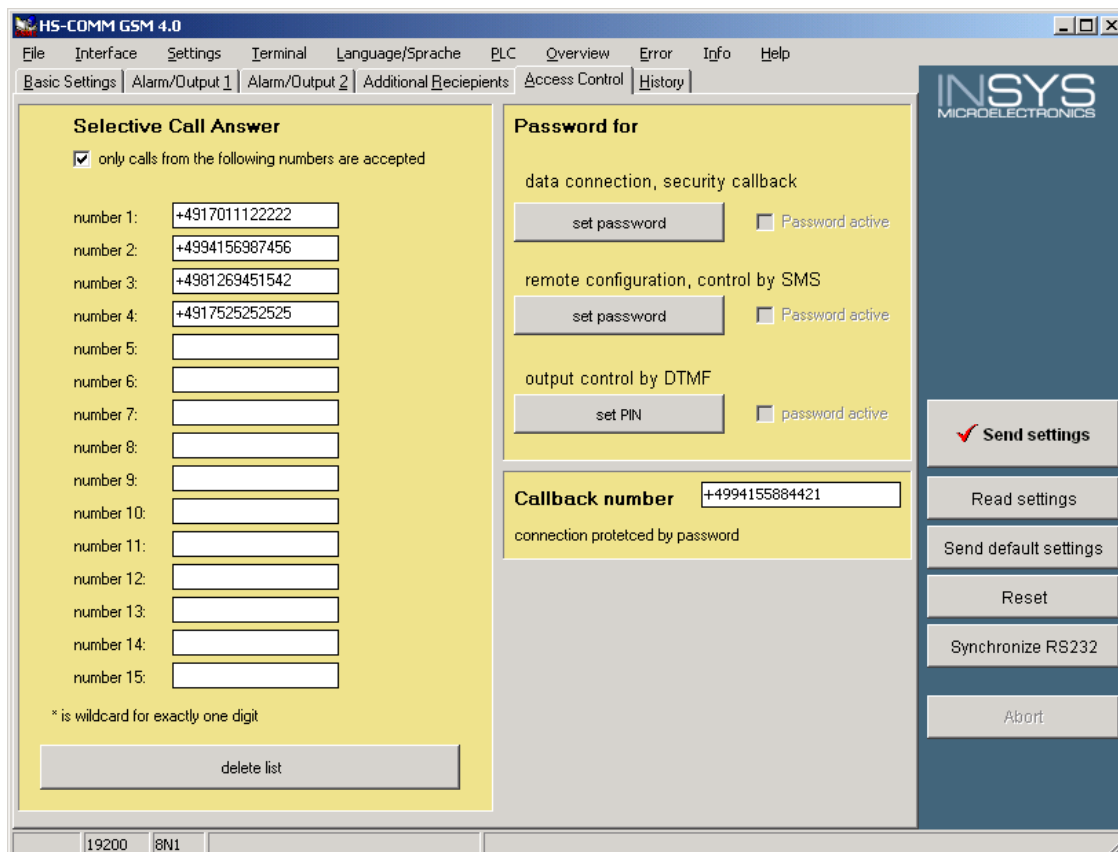 HS-COMM GSM 4.0
File Interface Settings Terminal Language/Sprache PLC Overview Error Info Help
Basic Settings Alarm/Output 1 Alarm/Output 2 Additional Reciepients Access Control History
INSYS
MICROELECTRONICS
Selective Call Answer
only calls from the following numbers are accepted
number 1: +4917011122222
number 2: +4994156987456
number 3: +4981269451542
number 4: +4917525252525
number 5:
number 6:
number 7:
number 8:
number 9:
number 10:
number 11:
number 12:
number 13:
number 14:
number 15:
* is wildcard for exactly one digit
delete list
Password for
data connection, security callback
set password Password active
remote configuration, control by SMS
set password Password active
output control by DTMF
set PIN password active
Callback number +4994155884421
connection protetced by password
Send settings
Read settings
Send default settings
Reset
Synchronize RS232
Abort
19200 8N1